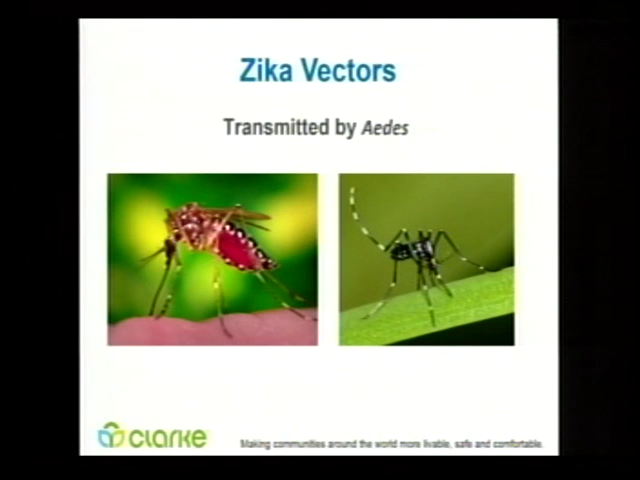 Zika Vectors
Transmitted by Aedes
CLARKE
Making communities around the world more livable, safe and comfortable.